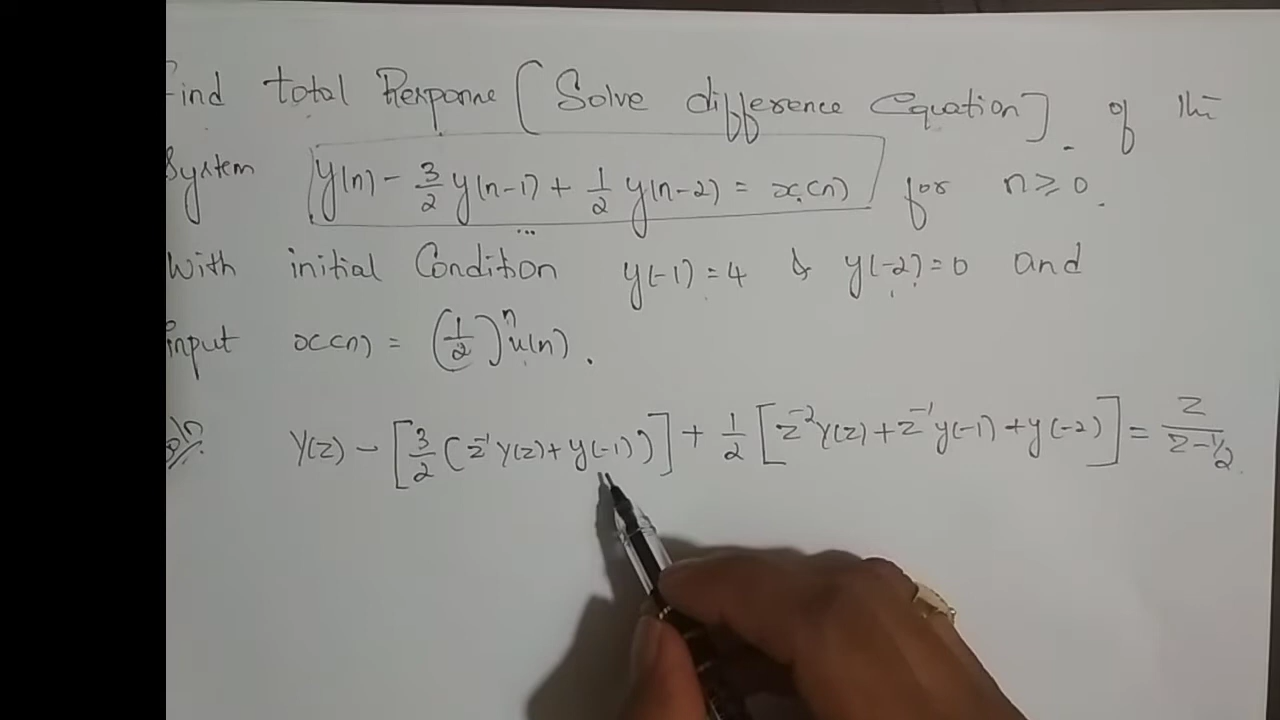 Find total Response [Solve difference Equation] of the
System y(n) - 3/2 y(n-1) + 1/2 y(n-2) = x(n) for n ≥ 0.
With initial Condition y(-1) = 4 & y(-2) = 0 and
input x(n) = (1/2)^n u(n).
Soln Y(z) - [3/2 (z^-1 Y(z) + y(-1))] + 1/2 [z^-2 Y(z) + z^-1 y(-1) + y(-2)] = z/(z - 1/2)